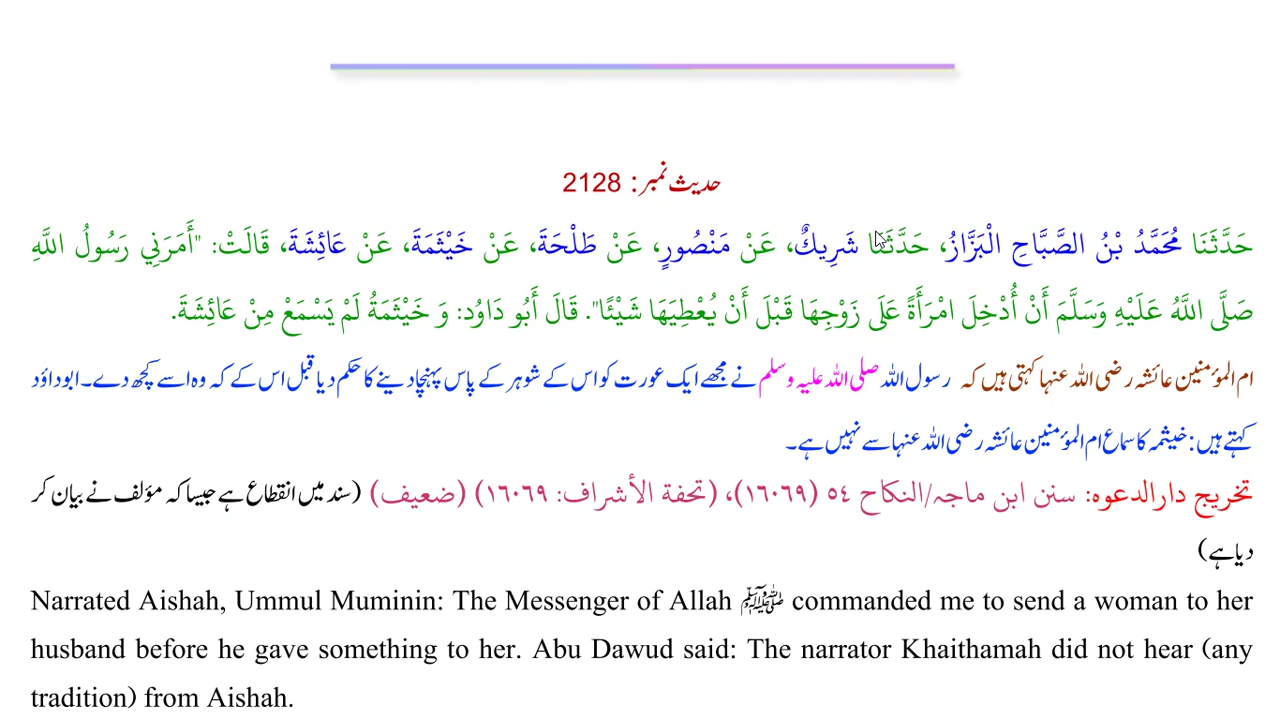 حدیث نمبر: 2128
حَدَّثَنَا مُحَمَّدُ بْنُ الصَّبَّاحِ الْبَزَّازُ، حَدَّثَنَا شَرِيكٌ، عَنْ مَنْصُورٍ، عَنْ طَلْحَةَ، عَنْ خَيْثَمَةَ، عَنْ عَائِشَةَ، قَالَتْ: "أَمَرَنِي رَسُولُ اللَّهِ
صَلَّى اللَّهُ عَلَيْهِ وَسَلَّمَ أَنْ أُدْخِلَ امْرَأَةً عَلَى زَوْجِهَا قَبْلَ أَنْ يُعْطِيَهَا شَيْئًا". قَالَ أَبُو دَاوُد: وَ خَيْثَمَةُ لَمْ يَسْمَعْ مِنْ عَائِشَةَ.
ام المؤمنین عائشہ رضی اللہ عنہا کہتی ہیں کہ رسول اللہ صلی اللہ علیہ وسلم نے مجھے ایک عورت کو اس کے شوہر کے پاس پہنچا دینے کا حکم دیا قبل اس کے کہ وہ اسے کچھ دے۔ ابوداؤد
کہتے ہیں: خیثمہ کا سماع ام المؤمنین عائشہ رضی اللہ عنہا سے نہیں ہے۔
تخریج دارالدعوہ: سنن ابن ماجہ/النکاح ٥٤ (١٦٠٦٩)، (تحفة الأشراف: ١٦٠٦٩) (ضعیف) (سند میں انقطاع ہے جیسا کہ مؤلف نے بیان کر
دیا ہے)
Narrated Aishah, Ummul Muminin: The Messenger of Allah ﷺ commanded me to send a woman to her
husband before he gave something to her. Abu Dawud said: The narrator Khaithamah did not hear (any
tradition) from Aishah.